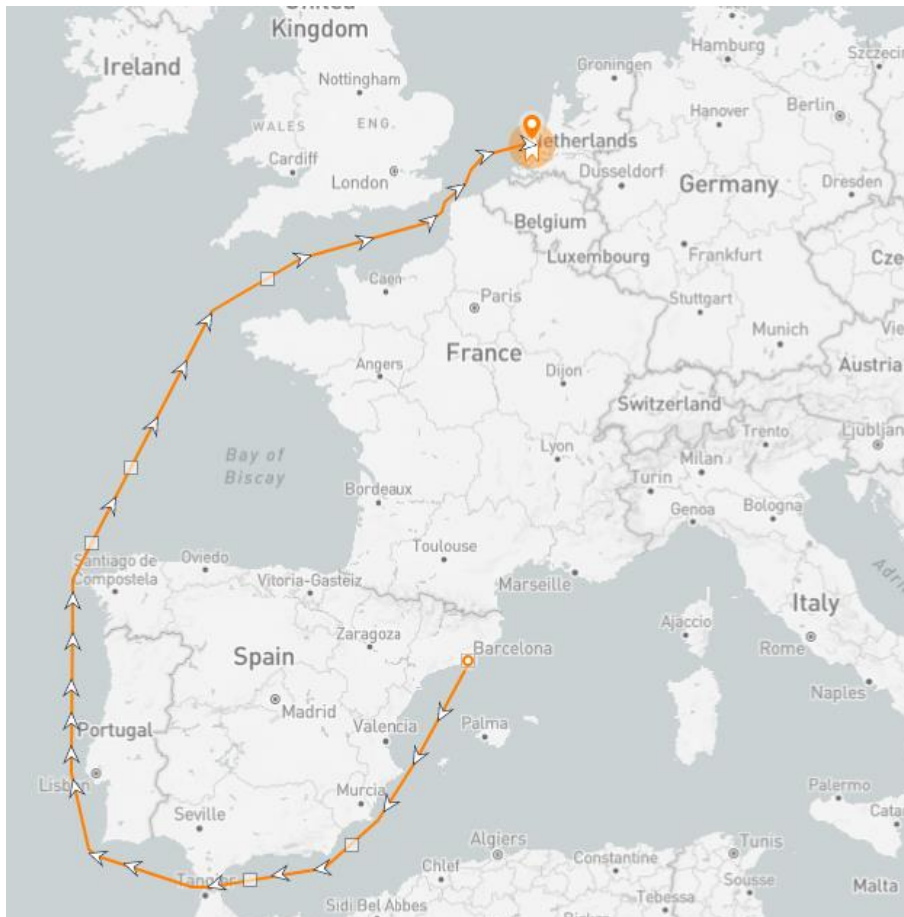 United
Kingdom
Ireland
Hamburg
Groningen
Nottingham
Berlin
Hanover
WALES
ENG.
Netherlands
Cardiff
London
Dusseldorf
Germany
Dresden
Belgium
Luxembourg
Frankfurt
Caen
Paris
Stuttgart
Munich
France
Angers
Austria
Dijon
Switzerland
Trento
Bay of
Biscay
Lyon
Milan
Turin
Bordeaux
Genoa
Bologna
Toulouse
Santiago de
Compostela
Oviedo
Vitoria-Gasteiz
Marseille
Italy
Ajaccio
Zaragoza
Rome
Spain
Barcelona
Naples
Madrid
Palma
Portugal
Valencia
Murcia
Palermo
Seville
Algiers
Tunis
Constantine
Chlef
Tangier
Malta
Sousse
Tebessa
Sidi Bel Abbes